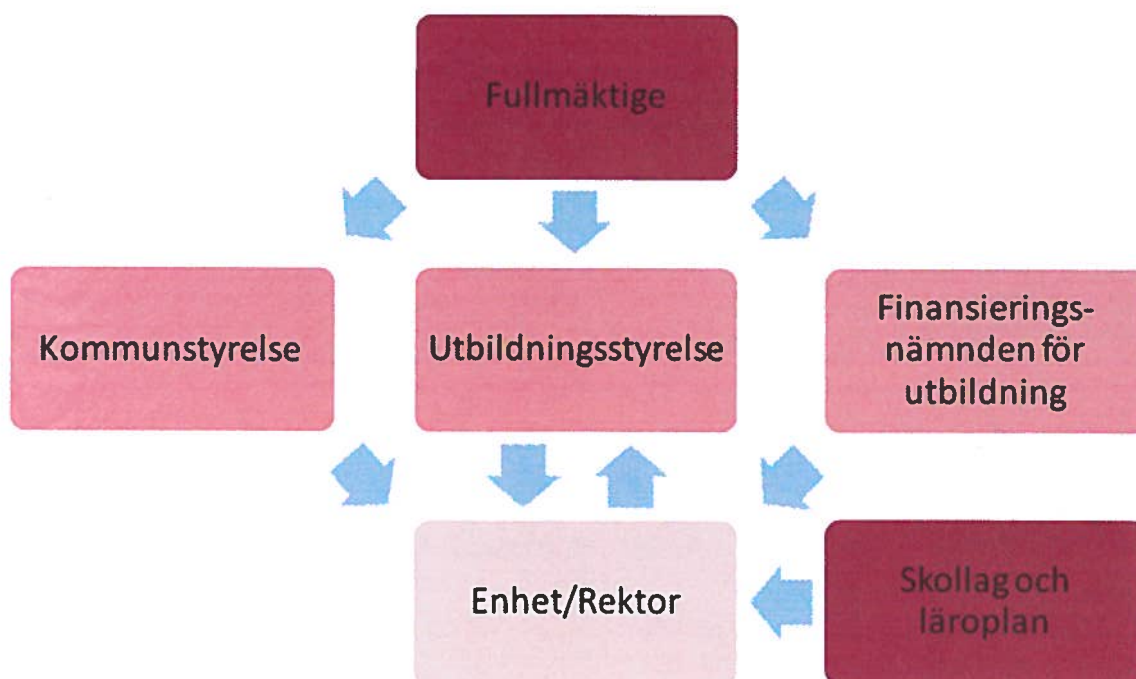 Fullmäktige
Kommunstyrelse
Utbildningsstyrelse
Finansierings-
nämnden för
utbildning
Enhet/Rektor
Skollag och
läroplan